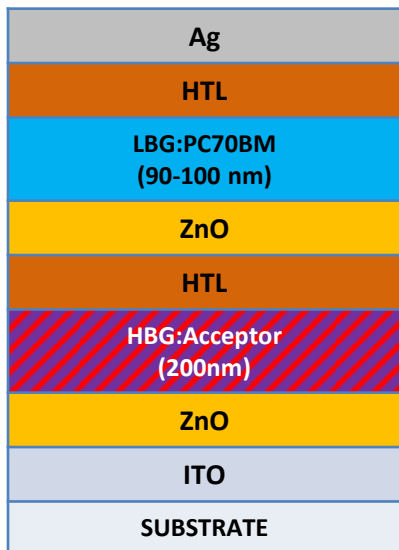 Ag
HTL
LBG:PC70BM
(90-100 nm)
ZnO
HTL
HBG:Acceptor
(200nm)
ZnO
ITO
SUBSTRATE